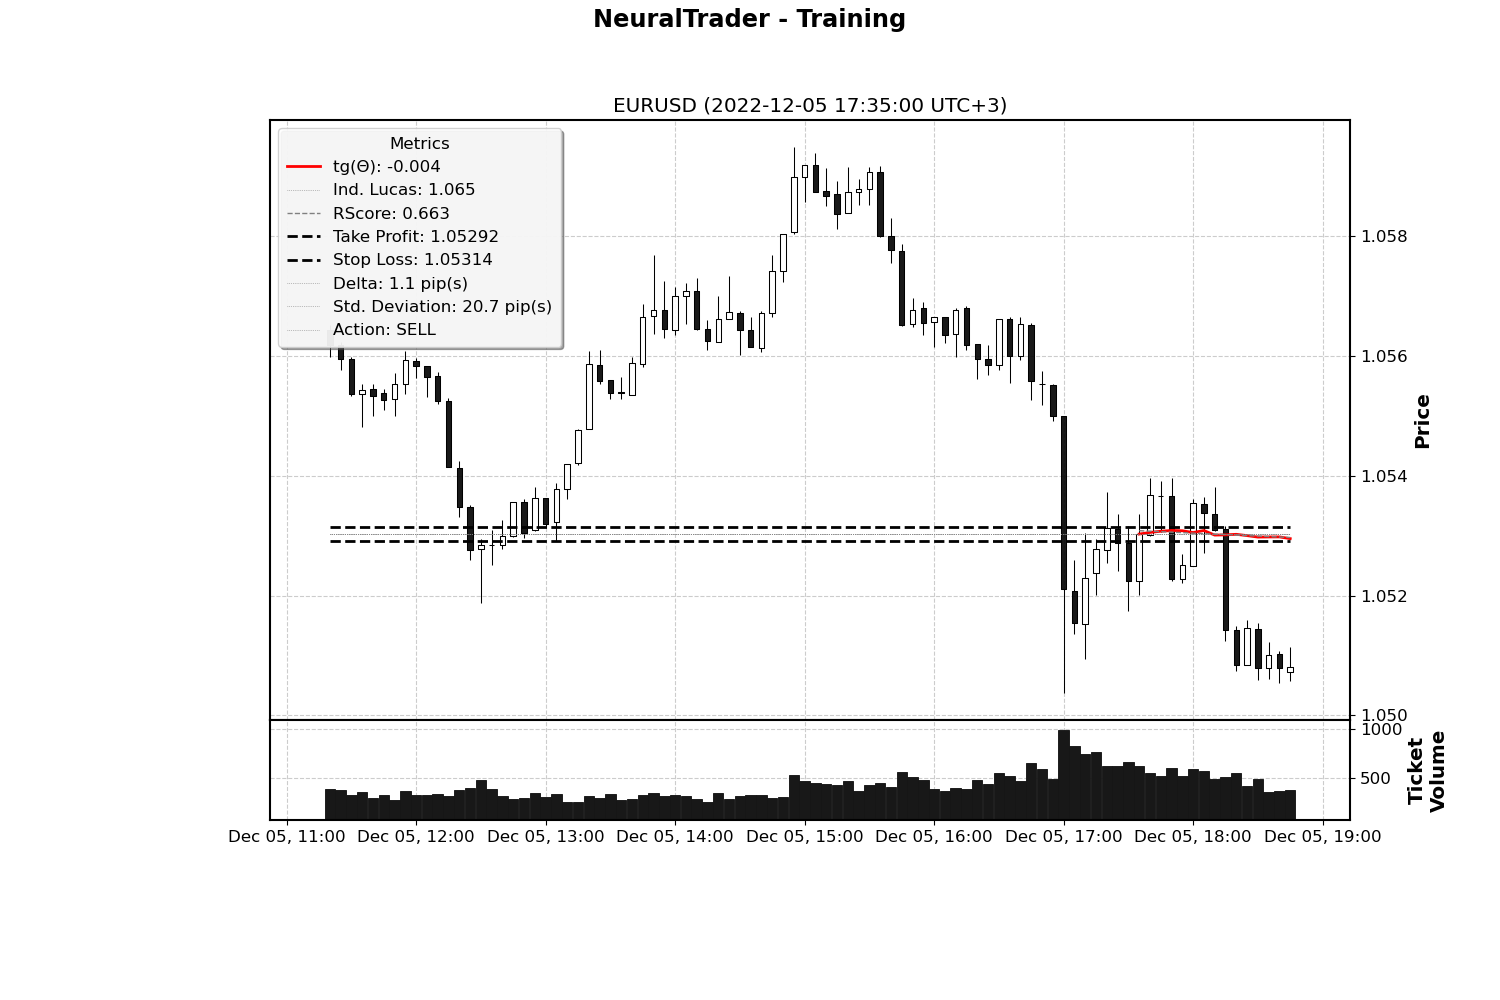 NeuralTrader - Training
EURUSD (2022-12-05 17:35:00 UTC+3)
Metrics
tg(Θ): -0.004
Ind. Lucas: 1.065
RScore: 0.663
Take Profit: 1.05292
Stop Loss: 1.05314
Delta: 1.1 pip(s)
Std. Deviation: 20.7 pip(s)
Action: SELL
1.058
1.056
1.054
1.052
1.050
Price
1000
500
Ticket
Volume
Dec 05, 11:00
Dec 05, 12:00
Dec 05, 13:00
Dec 05, 14:00
Dec 05, 15:00
Dec 05, 16:00
Dec 05, 17:00
Dec 05, 18:00
Dec 05, 19:00